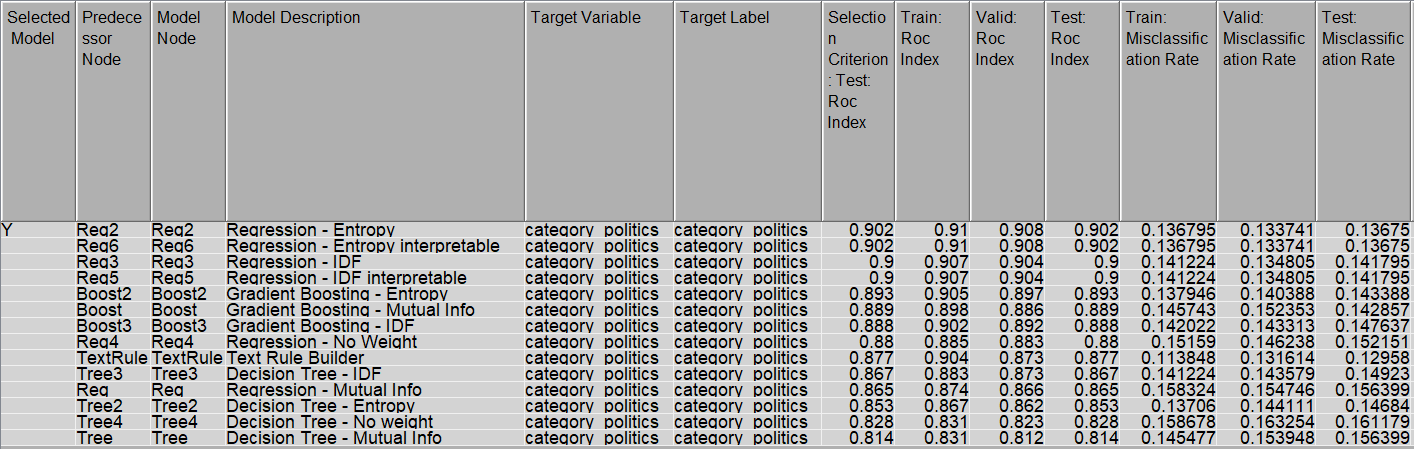 Selected Model Predece ssor Node Model Node Model Description Target Variable Target Label Selectio n Criterion : Test: Roc Index Train: Roc Index Valid: Roc Index Test: Roc Index Train: Misclassific ation Rate Valid: Misclassific ation Rate Test: Misclassific ation Rate
Y Reg2 Reg2 Regression - Entropy category_politics category_politics 0.902 0.91 0.908 0.902 0.136795 0.133741 0.13675
Reg6 Reg6 Regression - Entropy interpretable category_politics category_politics 0.902 0.91 0.908 0.902 0.136795 0.133741 0.13675
Reg3 Reg3 Regression - IDF category_politics category_politics 0.9 0.907 0.904 0.9 0.141224 0.134805 0.141795
Reg5 Reg5 Regression - IDF interpretable category_politics category_politics 0.9 0.907 0.904 0.9 0.141224 0.134805 0.141795
Boost2 Boost2 Gradient Boosting - Entropy category_politics category_politics 0.893 0.905 0.897 0.893 0.137946 0.140388 0.143388
Boost Boost Gradient Boosting - Mutual Info category_politics category_politics 0.889 0.898 0.886 0.889 0.145743 0.152353 0.142857
Boost3 Boost3 Gradient Boosting - IDF category_politics category_politics 0.888 0.902 0.892 0.888 0.142022 0.143313 0.147637
Reg4 Reg4 Regression - No Weight category_politics category_politics 0.88 0.885 0.883 0.88 0.15159 0.146238 0.152151
TextRule TextRule Text Rule Builder category_politics category_politics 0.877 0.904 0.873 0.877 0.113848 0.131614 0.12958
Tree3 Tree3 Decision Tree - IDF category_politics category_politics 0.867 0.883 0.873 0.867 0.141224 0.143579 0.14923
Reg Reg Regression - Mutual Info category_politics category_politics 0.865 0.874 0.866 0.865 0.158324 0.154746 0.156399
Tree2 Tree2 Decision Tree - Entropy category_politics category_politics 0.853 0.867 0.862 0.853 0.13706 0.144111 0.14684
Tree4 Tree4 Decision Tree - No weight category_politics category_politics 0.828 0.831 0.823 0.828 0.158678 0.163254 0.161179
Tree Tree Decision Tree - Mutual Info category_politics category_politics 0.814 0.831 0.812 0.814 0.145477 0.153948 0.156399